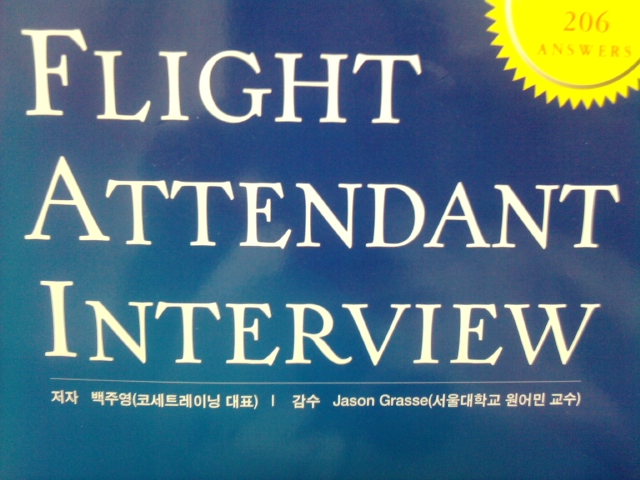 206
ANSWERS
FLIGHT
ATTENDANT
INTERVIEW
저자 백주영(코세트레이닝 대표) | 감수 Jason Grasse(서울대학교 원어민 교수)